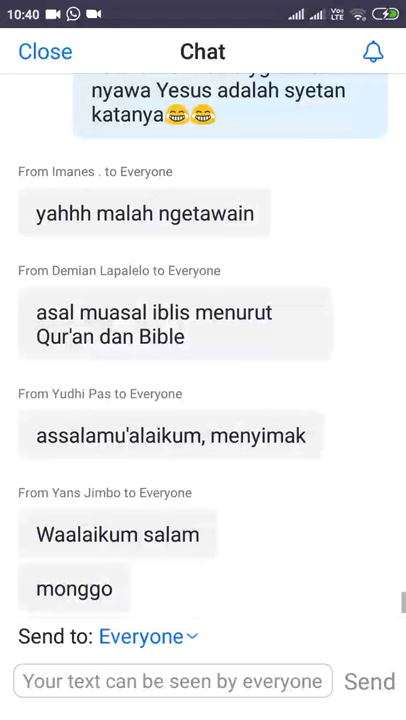 10:40
Vo)
LTE
Close
Chat
nyawa Yesus adalah syetan
katanya😂😂
From Imanes . to Everyone
yahhh malah ngetawain
From Demian Lapalelo to Everyone
asal muasal iblis menurut
Qur'an dan Bible
From Yudhi Pas to Everyone
assalamu'alaikum, menyimak
From Yans Jimbo to Everyone
Waalaikum salam
monggo
Send to: Everyone
Your text can be seen by everyone
Send